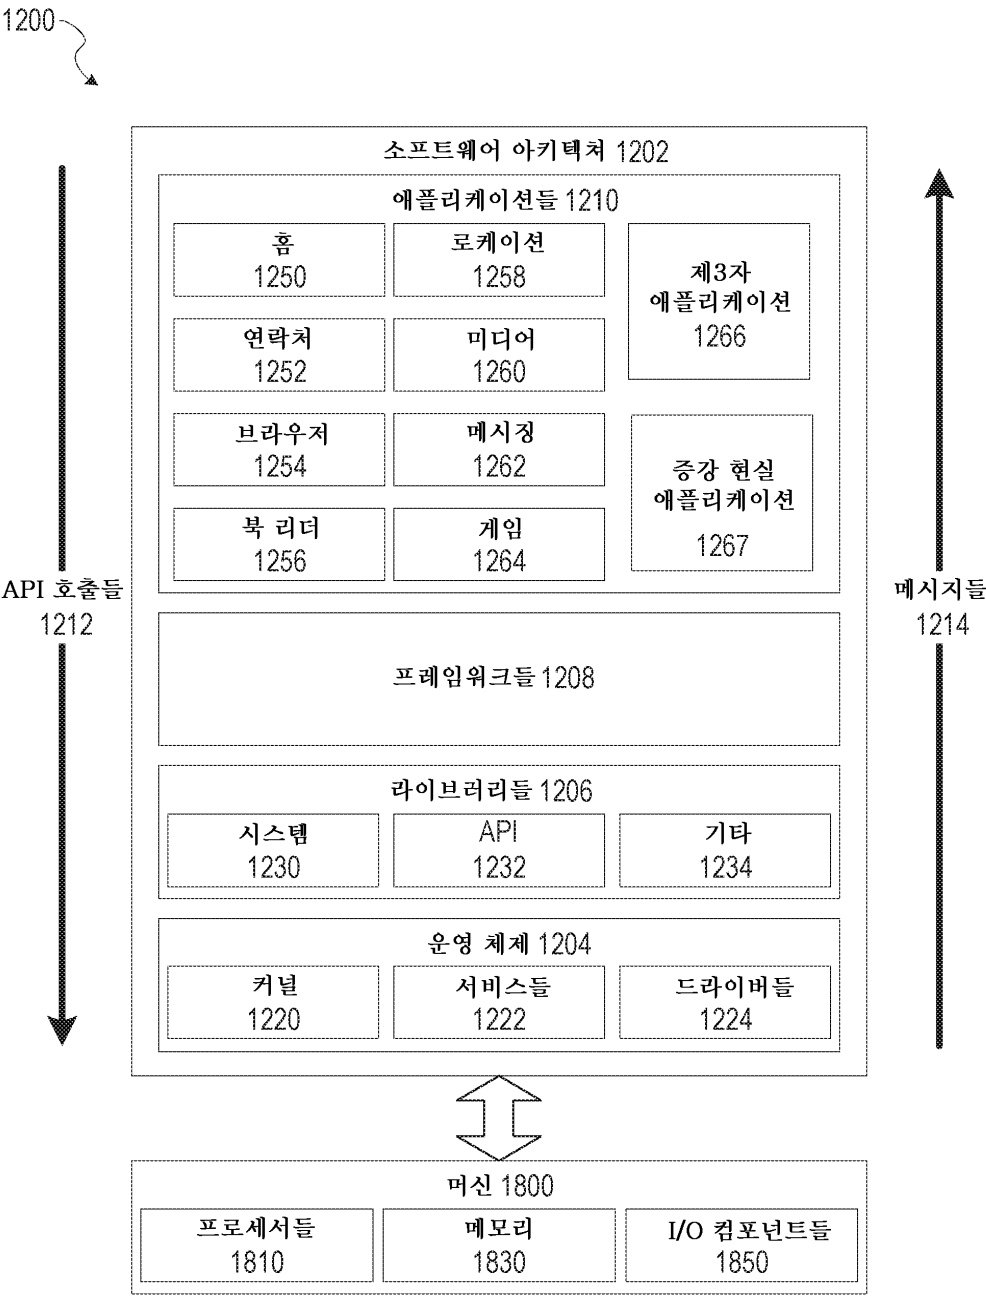 1200
소프트웨어 아키텍쳐 1202
애플리케이션들 1210
홈
1250
로케이션
1258
제3자
애플리케이션
1266
연락처
1252
미디어
1260
브라우저
1254
메시징
1262
증강 현실
애플리케이션
1267
북 리더
1256
게임
1264
API 호출들
1212
메시지들
1214
프레임워크들 1208
라이브러리들 1206
시스템
1230
API
1232
기타
1234
운영 체제 1204
커널
1220
서비스들
1222
드라이버들
1224
머신 1800
프로세서들
1810
메모리
1830
I/O 컴포넌트들
1850